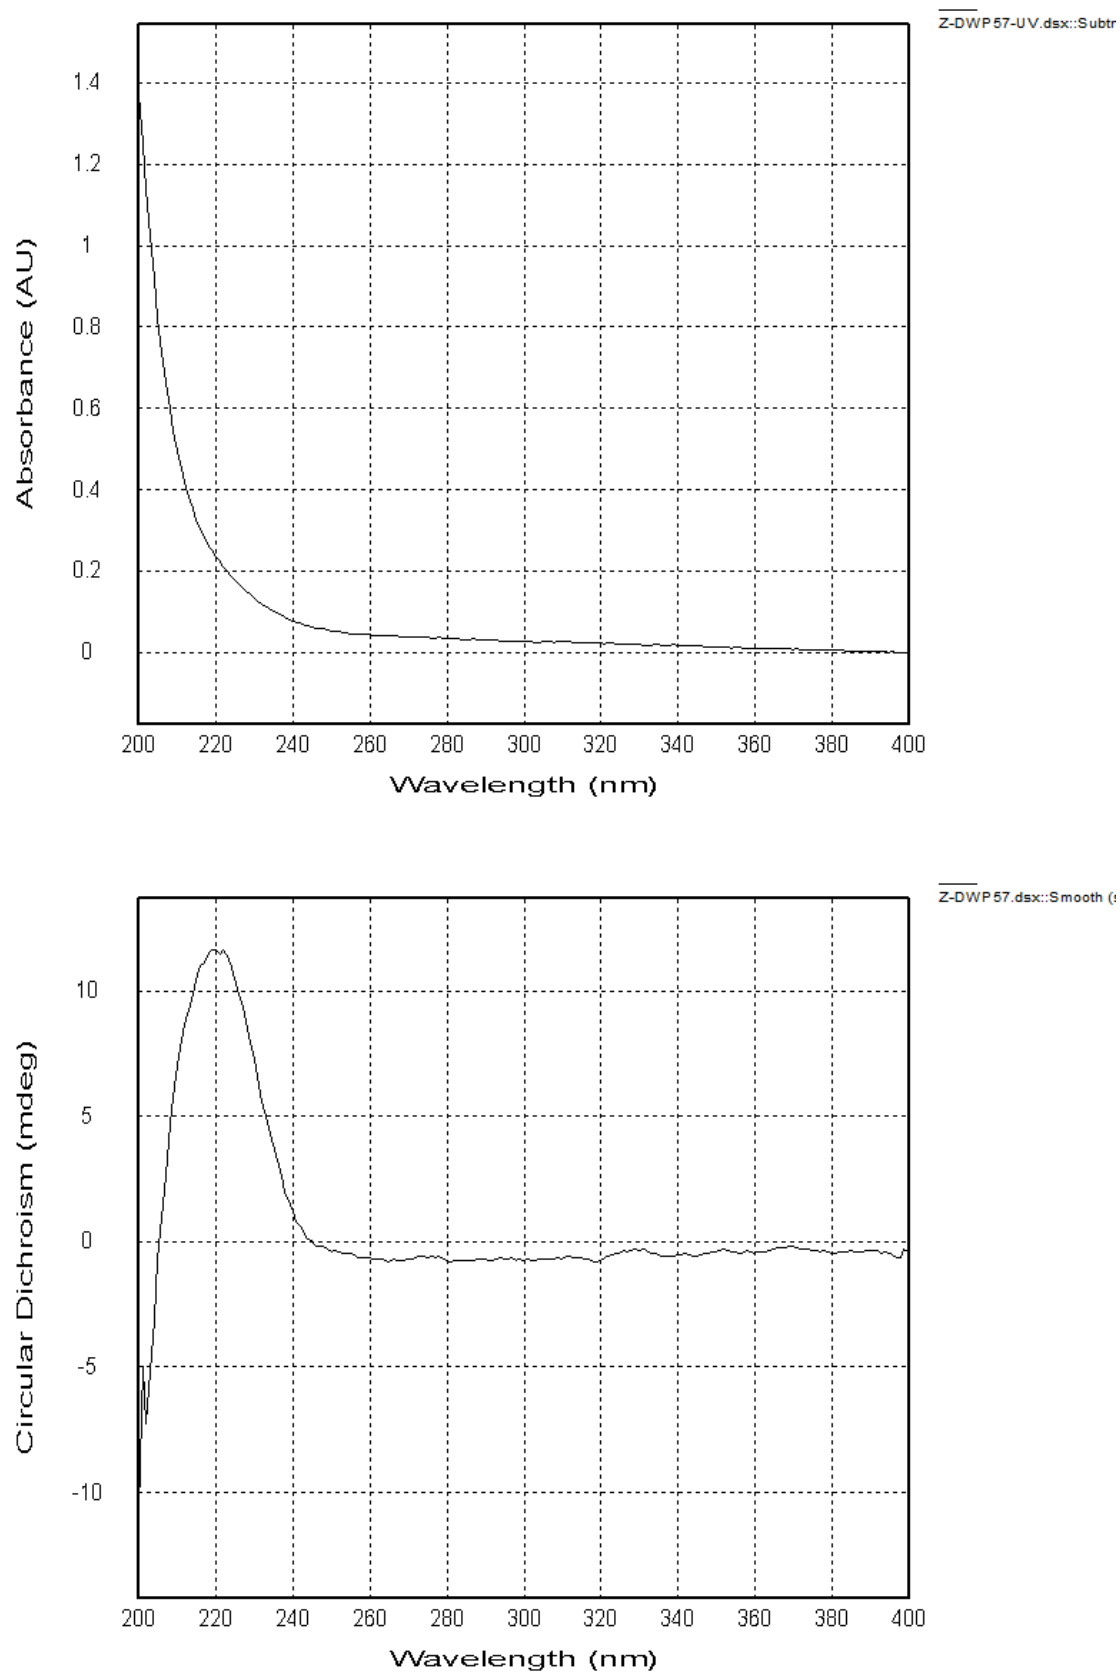 Z-DWP57-UV.dsx::Subtr
1.4
1.2
1
0.8
0.6
0.4
0.2
0
Absorbance (AU)
200 220 240 260 280 300 320 340 360 380 400
Wavelength (nm)
Z-DWP57.dsx::Smooth (s
10
5
0
-5
-10
Circular Dichroism (mdeg)
200 220 240 260 280 300 320 340 360 380 400
Wavelength (nm)